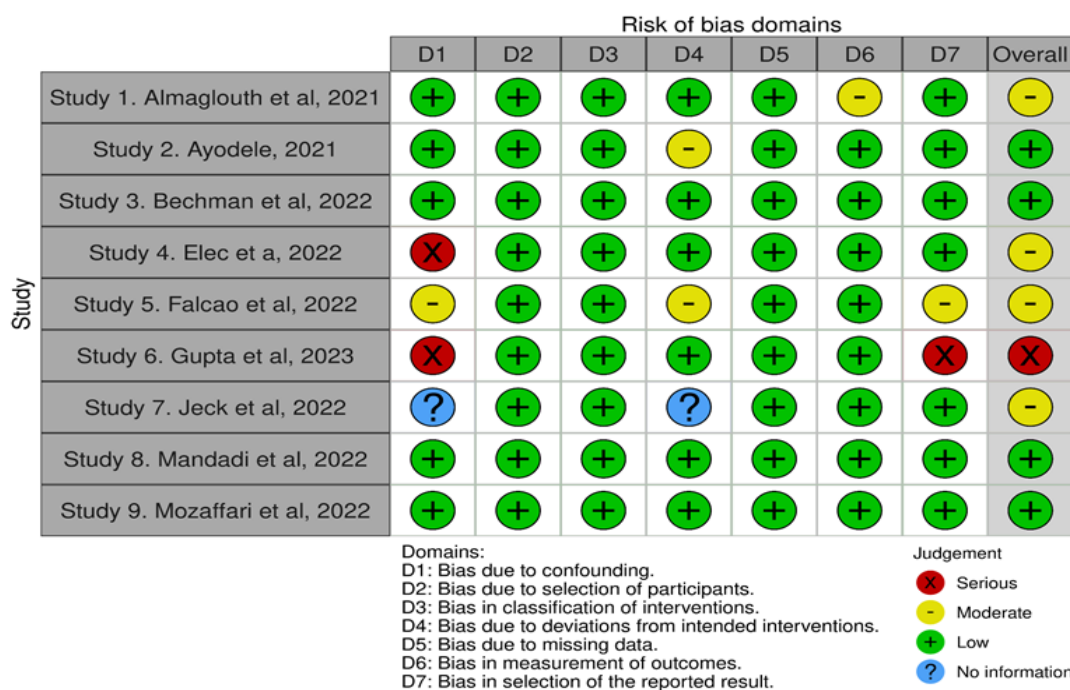 Risk of bias domains
D1 D2 D3 D4 D5 D6 D7 Overall
Study
Study 1. Almaglouth et al, 2021 + + + + + - + -
Study 2. Ayodele, 2021 + + + - + + + +
Study 3. Bechman et al, 2022 + + + + + + + +
Study 4. Elec et a, 2022 X + + + + + + -
Study 5. Falcao et al, 2022 - + + - + + - -
Study 6. Gupta et al, 2023 X + + + + + X X
Study 7. Jeck et al, 2022 ? + + ? + + + -
Study 8. Mandadi et al, 2022 + + + + + + + +
Study 9. Mozaffari et al, 2022 + + + + + + + +
Domains:
D1: Bias due to confounding.
D2: Bias due to selection of participants.
D3: Bias in classification of interventions.
D4: Bias due to deviations from intended interventions.
D5: Bias due to missing data.
D6: Bias in measurement of outcomes.
D7: Bias in selection of the reported result.
Judgement
X Serious
- Moderate
+ Low
? No information